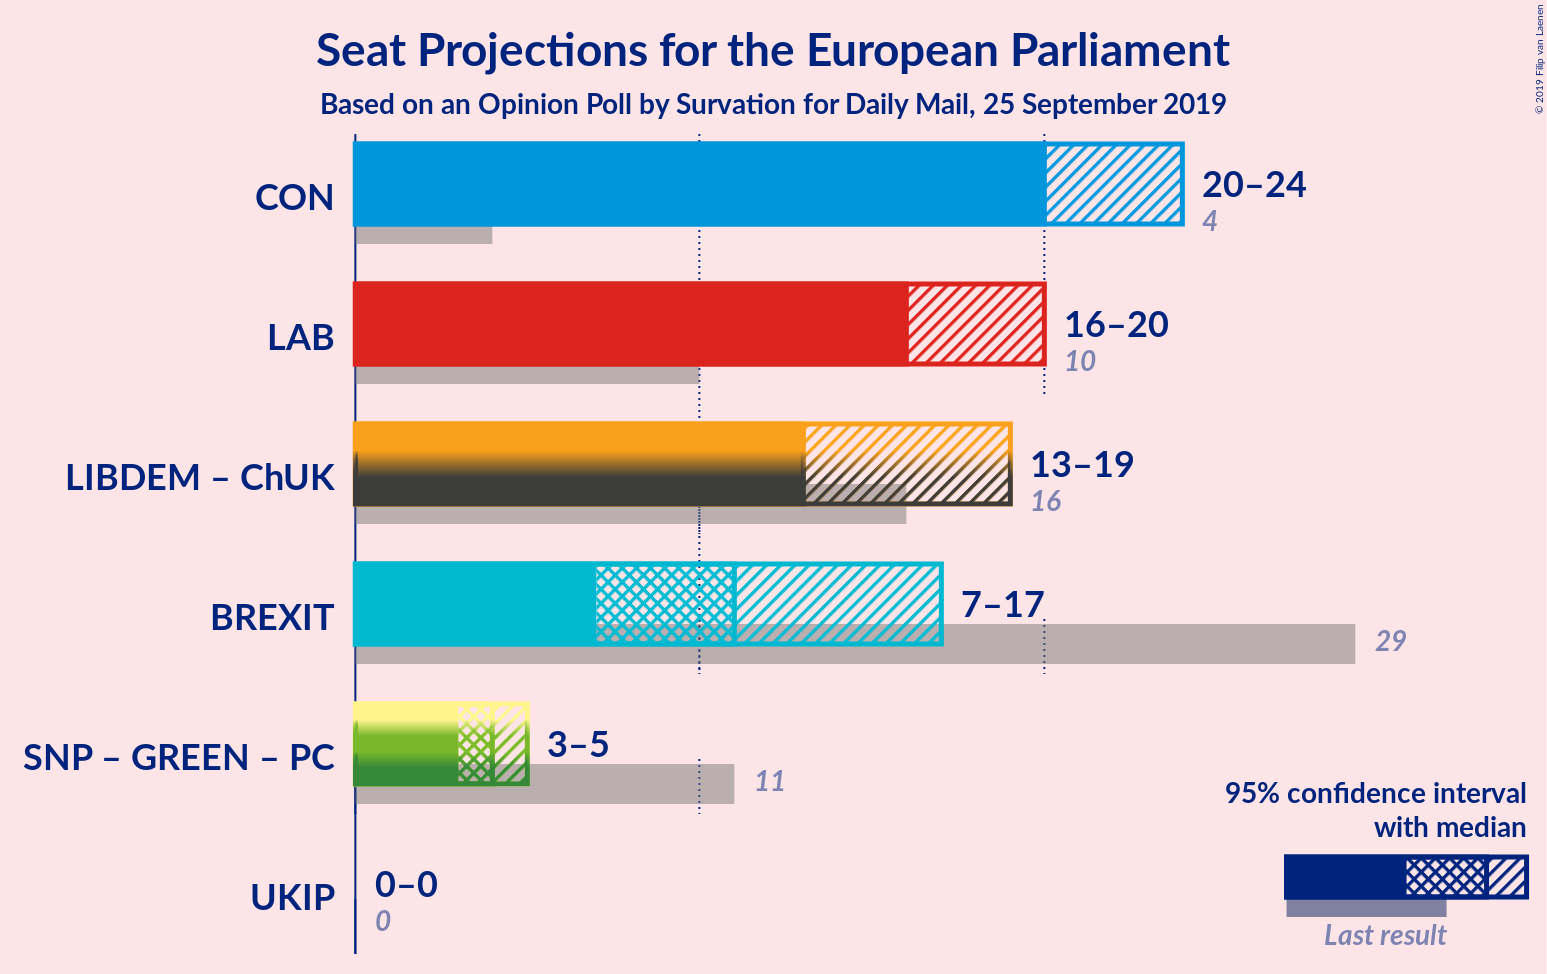 Seat Projections for the European Parliament
Based on an Opinion Poll by Survation for Daily Mail, 25 September 2019
© 2019 Filip van Laenen
CON
20–24
4
LAB
16–20
10
LIBDEM – ChUK
13–19
16
BREXIT
7–17
29
SNP – GREEN – PC
3–5
11
UKIP
0–0
0
95% confidence interval
with median
Last result